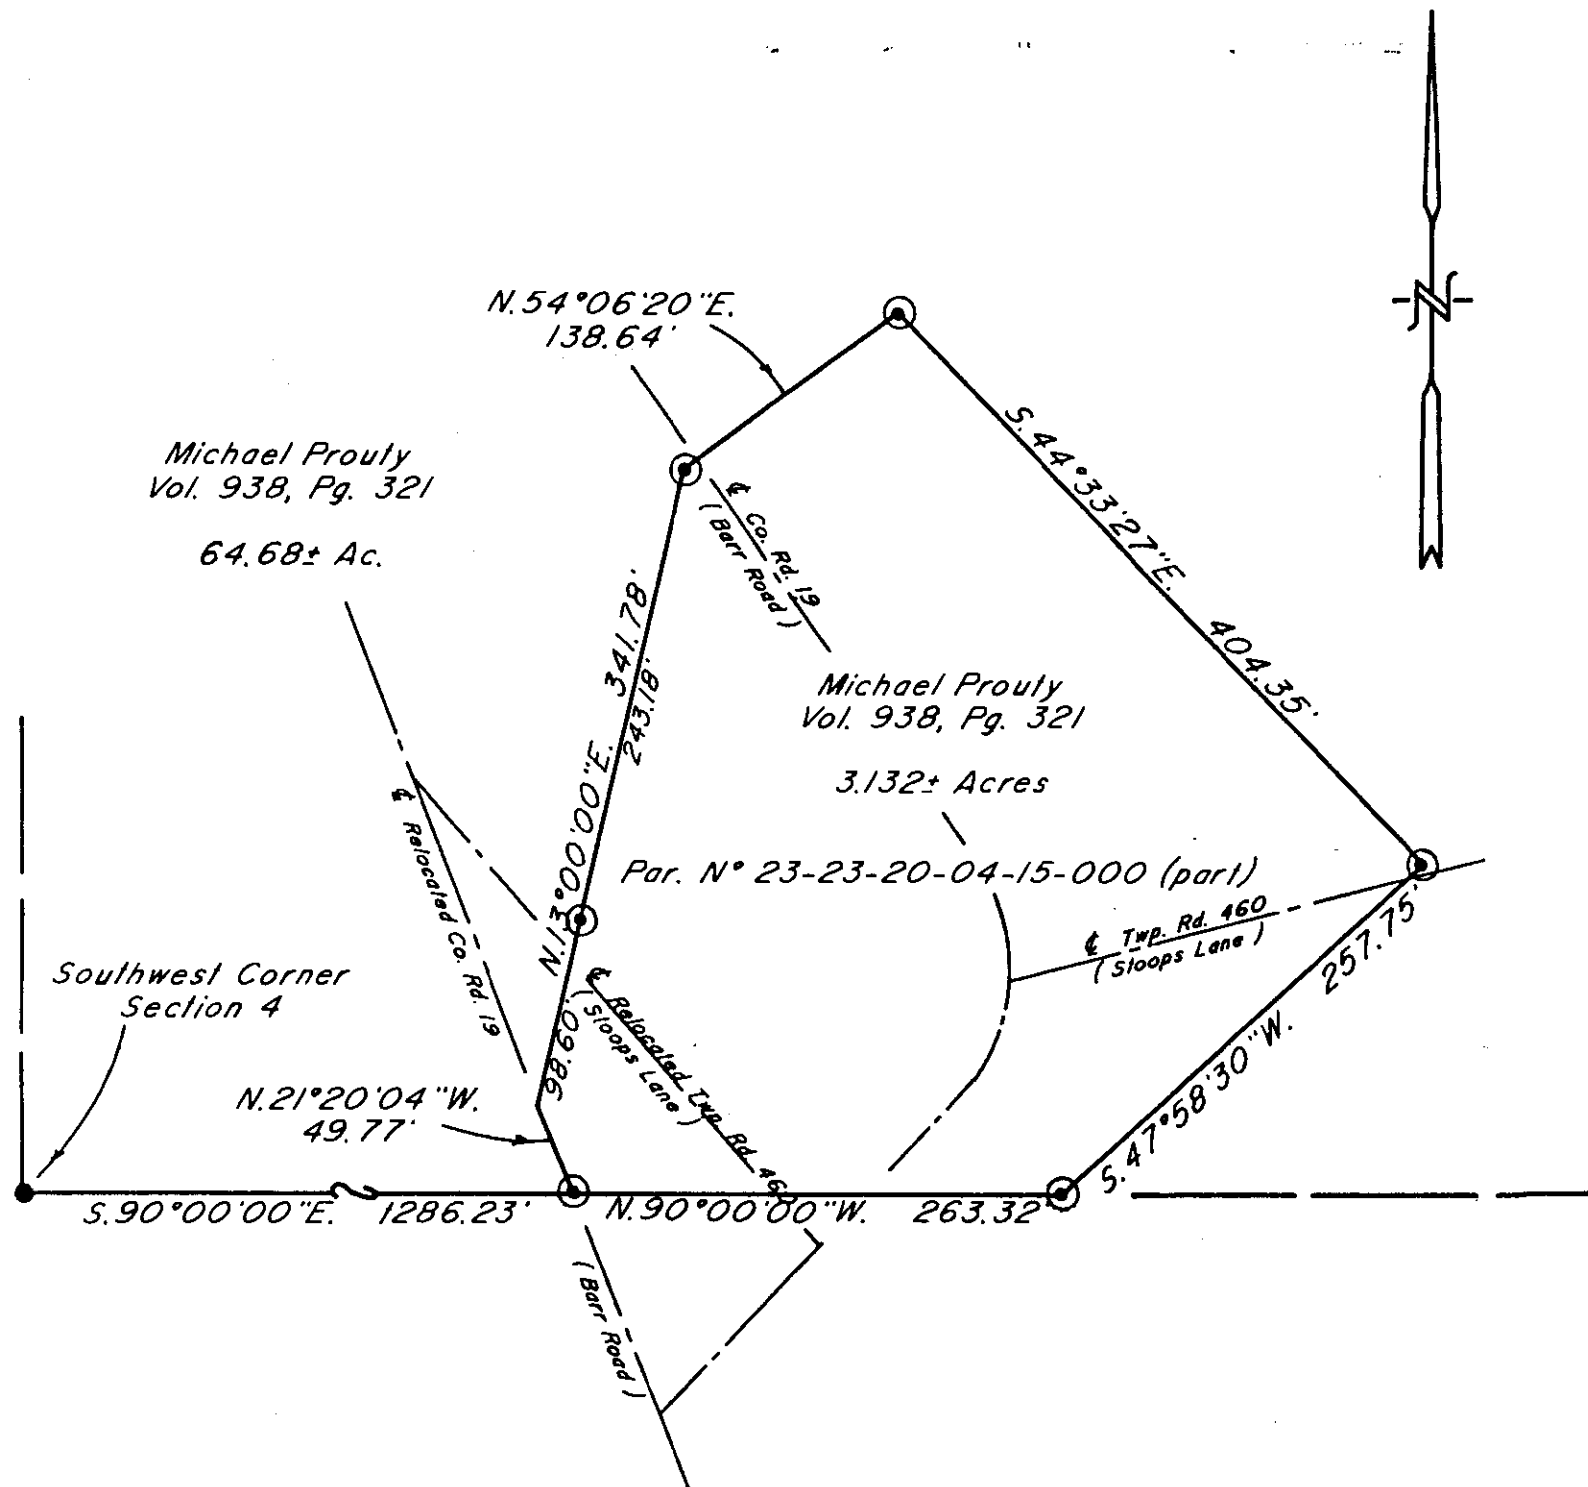 N
N.54°06'20"E.
138.64'
S.44°33'27"E. 404.35'
Michael Prouty
Vol. 938, Pg. 321
64.68± Ac.
℄ Co. Rd. 19
(Barr Road)
N.13°00'00"E. 341.78'
243.18'
Michael Prouty
Vol. 938, Pg. 321
3.132± Acres
℄ Relocated Co. Rd. 19
Par. N° 23-23-20-04-15-000 (part)
℄ Twp. Rd. 460
(Stoops Lane)
257.75'
S.47°58'30"W.
Southwest Corner
Section 4
98.60'
℄ Relocated Twp. Rd. 460
(Stoops Lane)
N.21°20'04"W.
49.77'
S.90°00'00"E. 1286.23'
N.90°00'00"W. 263.32'
(Barr Road)